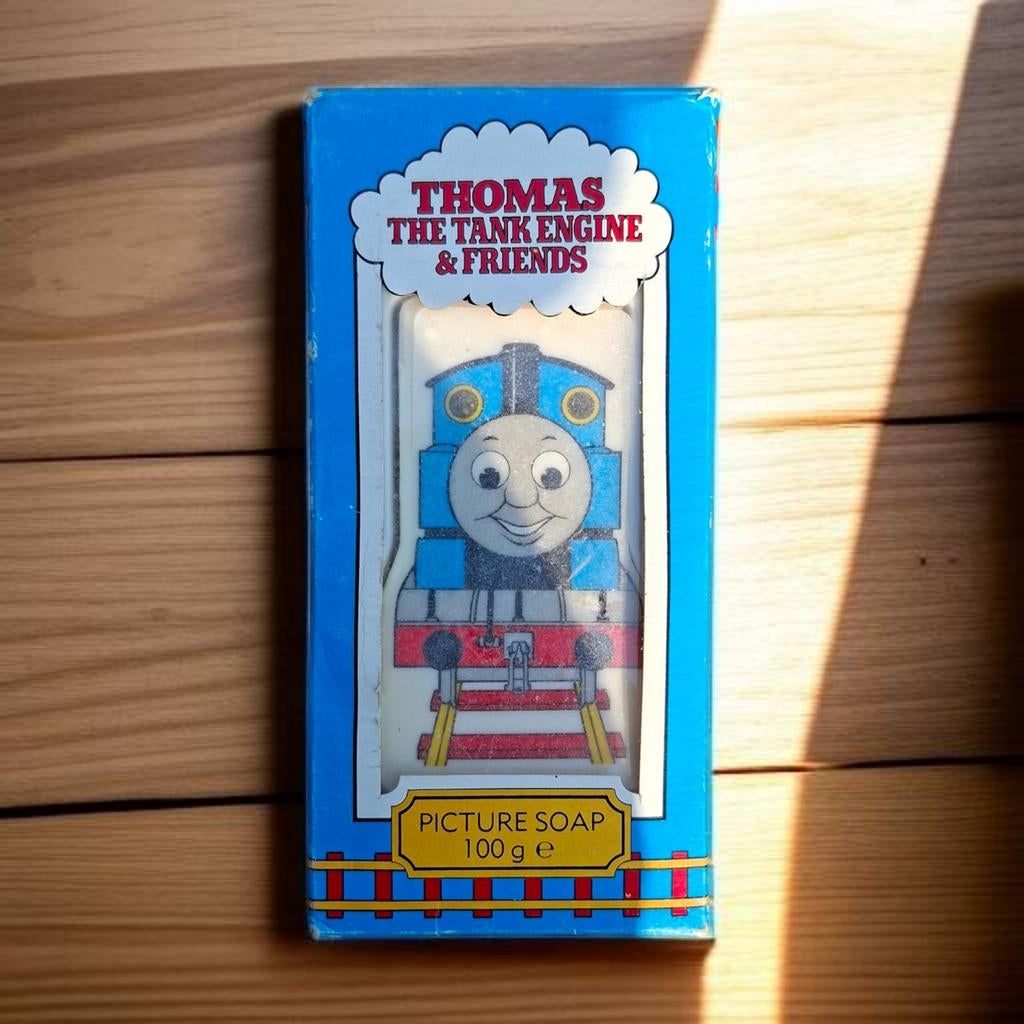 THOMAS
THE TANK ENGINE
& FRIENDS
PICTURE SOAP
100 g ℮